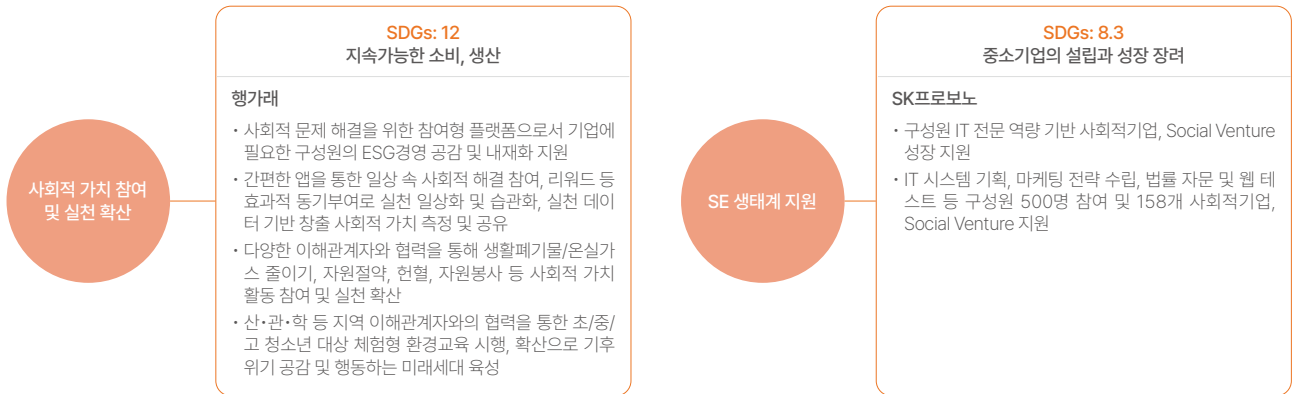 사회적 가치 참여
및 실천 확산
SDGs: 12
지속가능한 소비, 생산
행가래
• 사회적 문제 해결을 위한 참여형 플랫폼으로서 기업에
필요한 구성원의 ESG경영 공감 및 내재화 지원
• 간편한 앱을 통한 일상 속 사회적 해결 참여, 리워드 등
효과적 동기부여로 실천 일상화 및 습관화, 실천 데이
터 기반 창출 사회적 가치 측정 및 공유
• 다양한 이해관계자와 협력을 통해 생활폐기물/온실가
스 줄이기, 자원절약, 헌혈, 자원봉사 등 사회적 가치
활동 참여 및 실천 확산
• 산•관•학 등 지역 이해관계자와의 협력을 통한 초/중/
고 청소년 대상 체험형 환경교육 시행, 확산으로 기후
위기 공감 및 행동하는 미래세대 육성
SE 생태계 지원
SDGs: 8.3
중소기업의 설립과 성장 장려
SK프로보노
• 구성원 IT 전문 역량 기반 사회적기업, Social Venture
성장 지원
• IT 시스템 기획, 마케팅 전략 수립, 법률 자문 및 웹 테
스트 등 구성원 500명 참여 및 158개 사회적기업,
Social Venture 지원